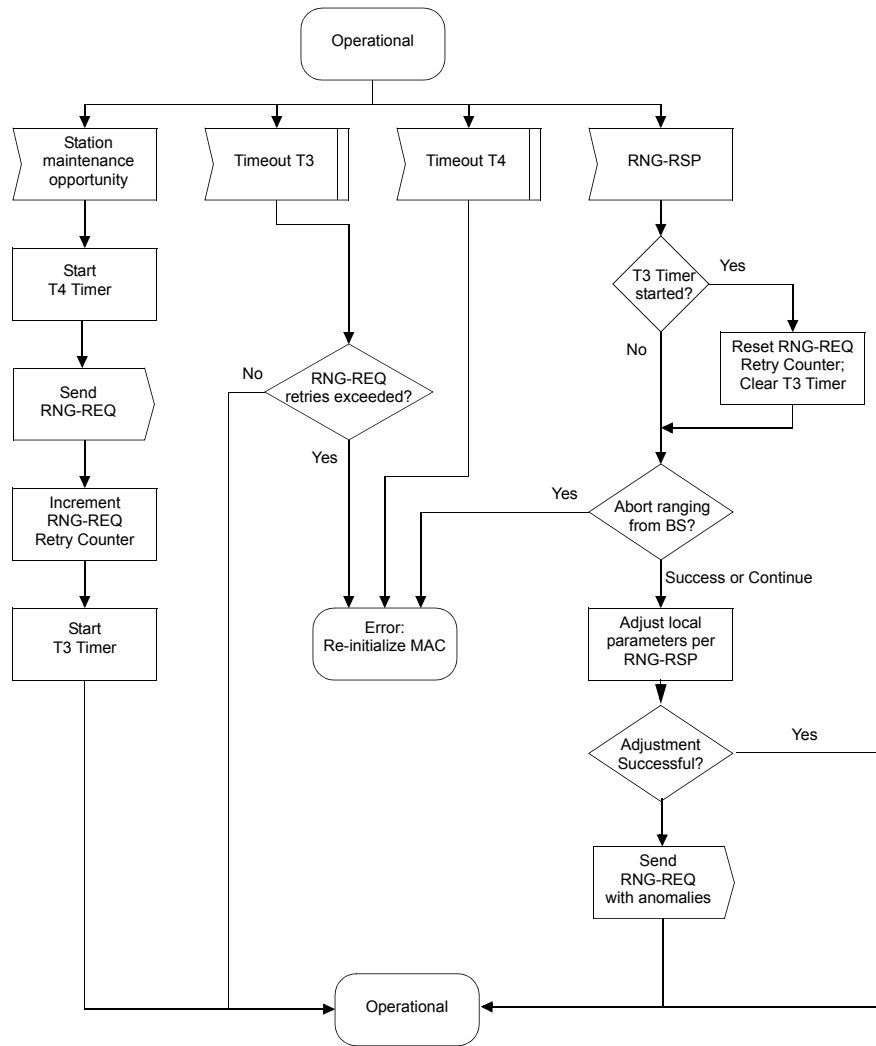 Operational
Station
maintenance
opportunity
Timeout T3
Timeout T4
RNG-RSP
Start
T4 Timer
T3 Timer
started?
Yes
No
Reset RNG-REQ
Retry Counter;
Clear T3 Timer
Send
RNG-REQ
No
RNG-REQ
retries exceeded?
Yes
Increment
RNG-REQ
Retry Counter
Yes
Abort ranging
from BS?
Success or Continue
Start
T3 Timer
Error:
Re-initialize MAC
Adjust local
parameters per
RNG-RSP
Adjustment
Successful?
Yes
Send
RNG-REQ
with anomalies
Operational